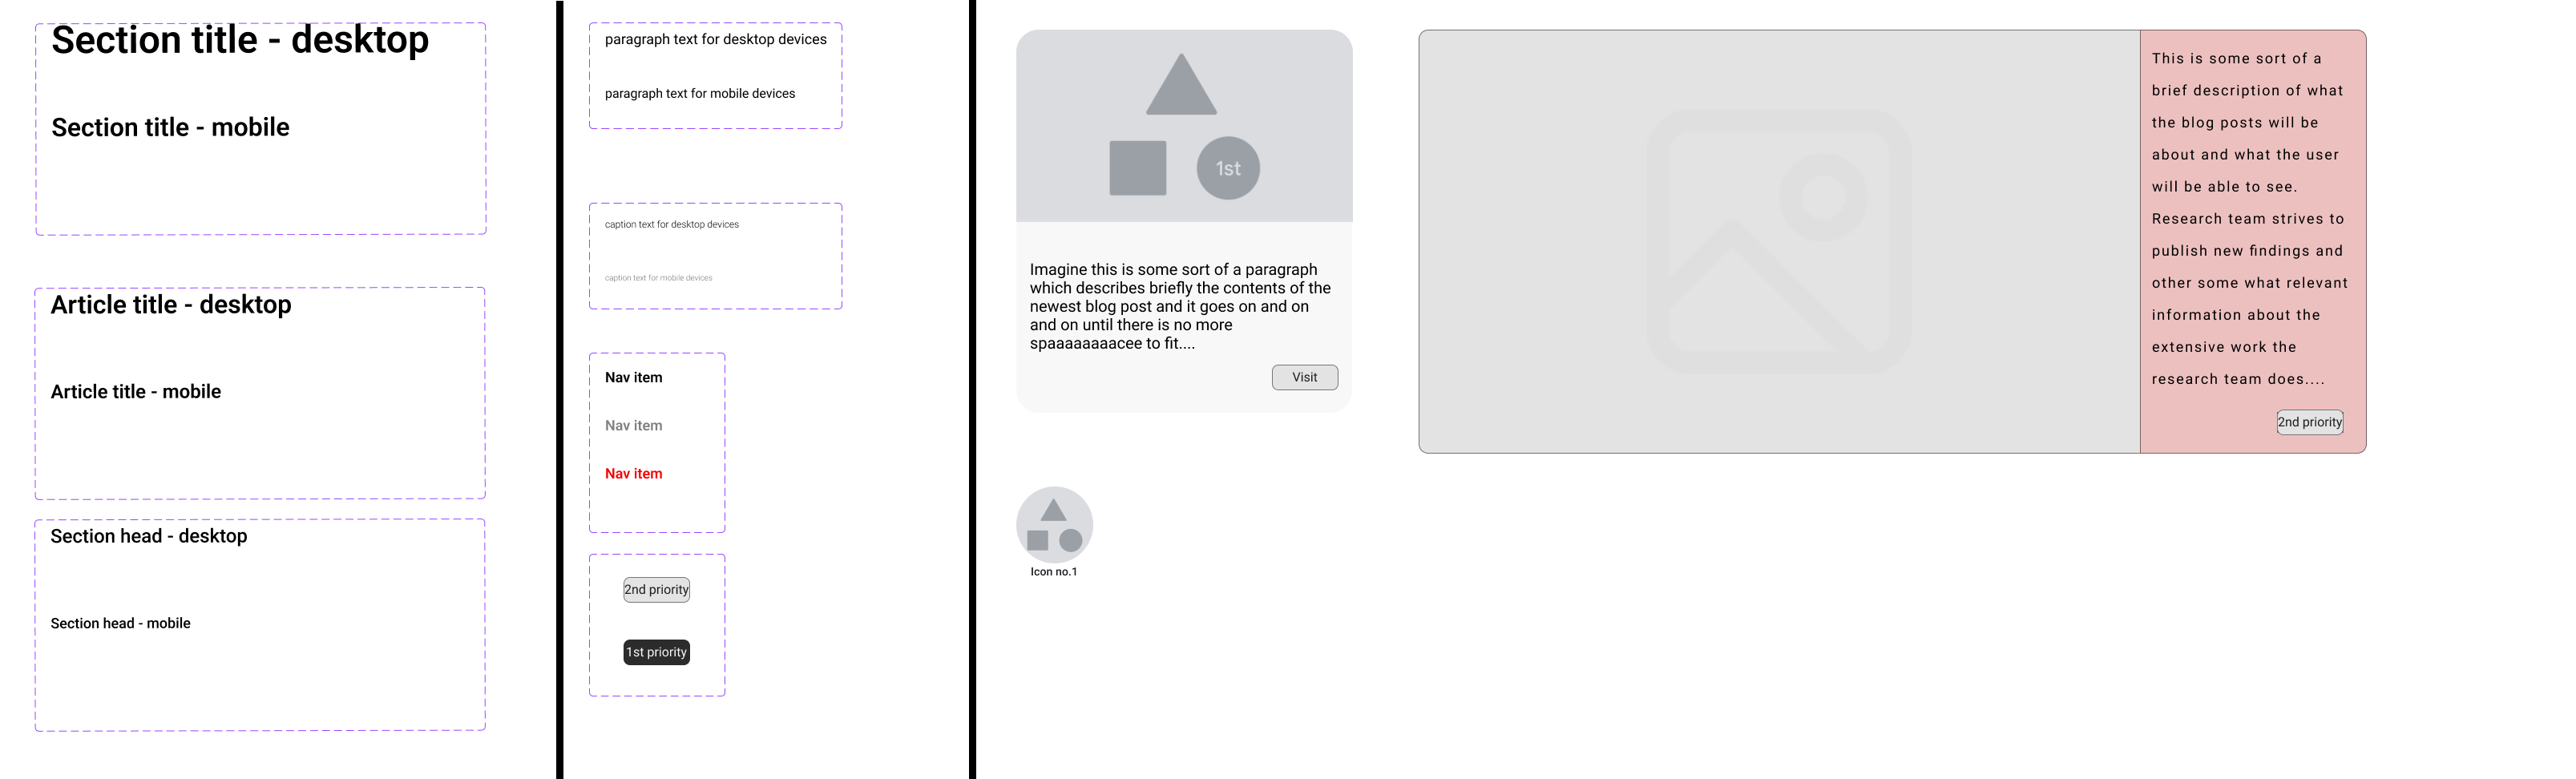 Section title - desktop
Section title - mobile
Article title - desktop
Article title - mobile
Section head - desktop
Section head - mobile
paragraph text for desktop devices
paragraph text for mobile devices
caption text for desktop devices
caption text for mobile devices
Nav item
Nav item
Nav item
2nd priority
1st priority
1st
Imagine this is some sort of a paragraph
which describes briefly the contents of the
newest blog post and it goes on and on
and on until there is no more
spaaaaaaaacee to fit....
Visit
Icon no.1
This is some sort of a
brief description of what
the blog posts will be
about and what the user
will be able to see.
Research team strives to
publish new findings and
other some what relevant
information about the
extensive work the
research team does....
2nd priority